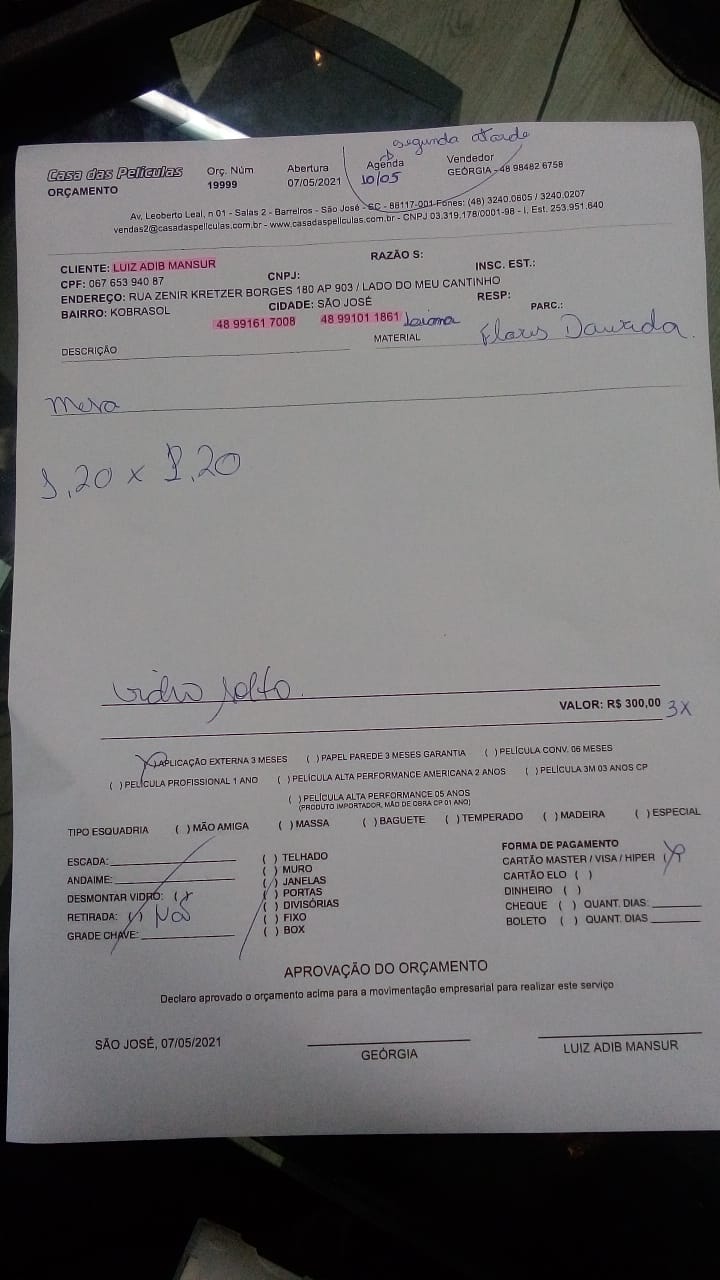 segunda atarde
Casa das Películas
ORÇAMENTO
Orç. Núm
19999
Abertura
07/05/2021
Agenda
10/05
Vendedor
GEÓRGIA - 48 98482 6758
Av. Leoberto Leal, n 01 - Salas 2 - Barreiros - São José - SC - 88117-001 Fones: (48) 3240.0605 / 3240.0207
vendas2@casadaspeliculas.com.br - www.casadaspeliculas.com.br - CNPJ 03.319.178/0001-98 - I. Est. 253.951.640
CLIENTE: LUIZ ADIB MANSUR
RAZÃO S:
CPF: 067 653 940 87
CNPJ:
INSC. EST.:
ENDEREÇO: RUA ZENIR KRETZER BORGES 180 AP 903 / LADO DO MEU CANTINHO
BAIRRO: KOBRASOL
CIDADE: SÃO JOSÉ
RESP:
PARC.:
48 99161 7008 48 99101 1861
DESCRIÇÃO
MATERIAL
Mesa
1,20 x 1,20
vidro solto.
VALOR: R$ 300,00 3X
(X) APLICAÇÃO EXTERNA 3 MESES ( ) PAPEL PAREDE 3 MESES GARANTIA ( ) PELÍCULA CONV. 06 MESES
( ) PELÍCULA PROFISSIONAL 1 ANO ( ) PELÍCULA ALTA PERFORMANCE AMERICANA 2 ANOS ( ) PELÍCULA 3M 03 ANOS CP
( ) PELÍCULA ALTA PERFORMANCE 05 ANOS
(PRODUTO IMPORTADOR, MÃO DE OBRA CP 01 ANO)
TIPO ESQUADRIA ( ) MÃO AMIGA ( ) MASSA ( ) BAGUETE ( ) TEMPERADO ( ) MADEIRA ( ) ESPECIAL
ESCADA:
ANDAIME:
DESMONTAR VIDRO: (x
RETIRADA: ( ) Não
GRADE CHAVE:
( ) TELHADO
( ) MURO
( ) JANELAS
( ) PORTAS
( ) DIVISÓRIAS
( ) FIXO
( ) BOX
FORMA DE PAGAMENTO
CARTÃO MASTER / VISA / HIPER (X)
CARTÃO ELO ( )
DINHEIRO ( )
CHEQUE ( ) QUANT. DIAS:
BOLETO ( ) QUANT. DIAS
APROVAÇÃO DO ORÇAMENTO
Declaro aprovado o orçamento acima para a movimentação empresarial para realizar este serviço
SÃO JOSÉ, 07/05/2021
GEÓRGIA
LUIZ ADIB MANSUR